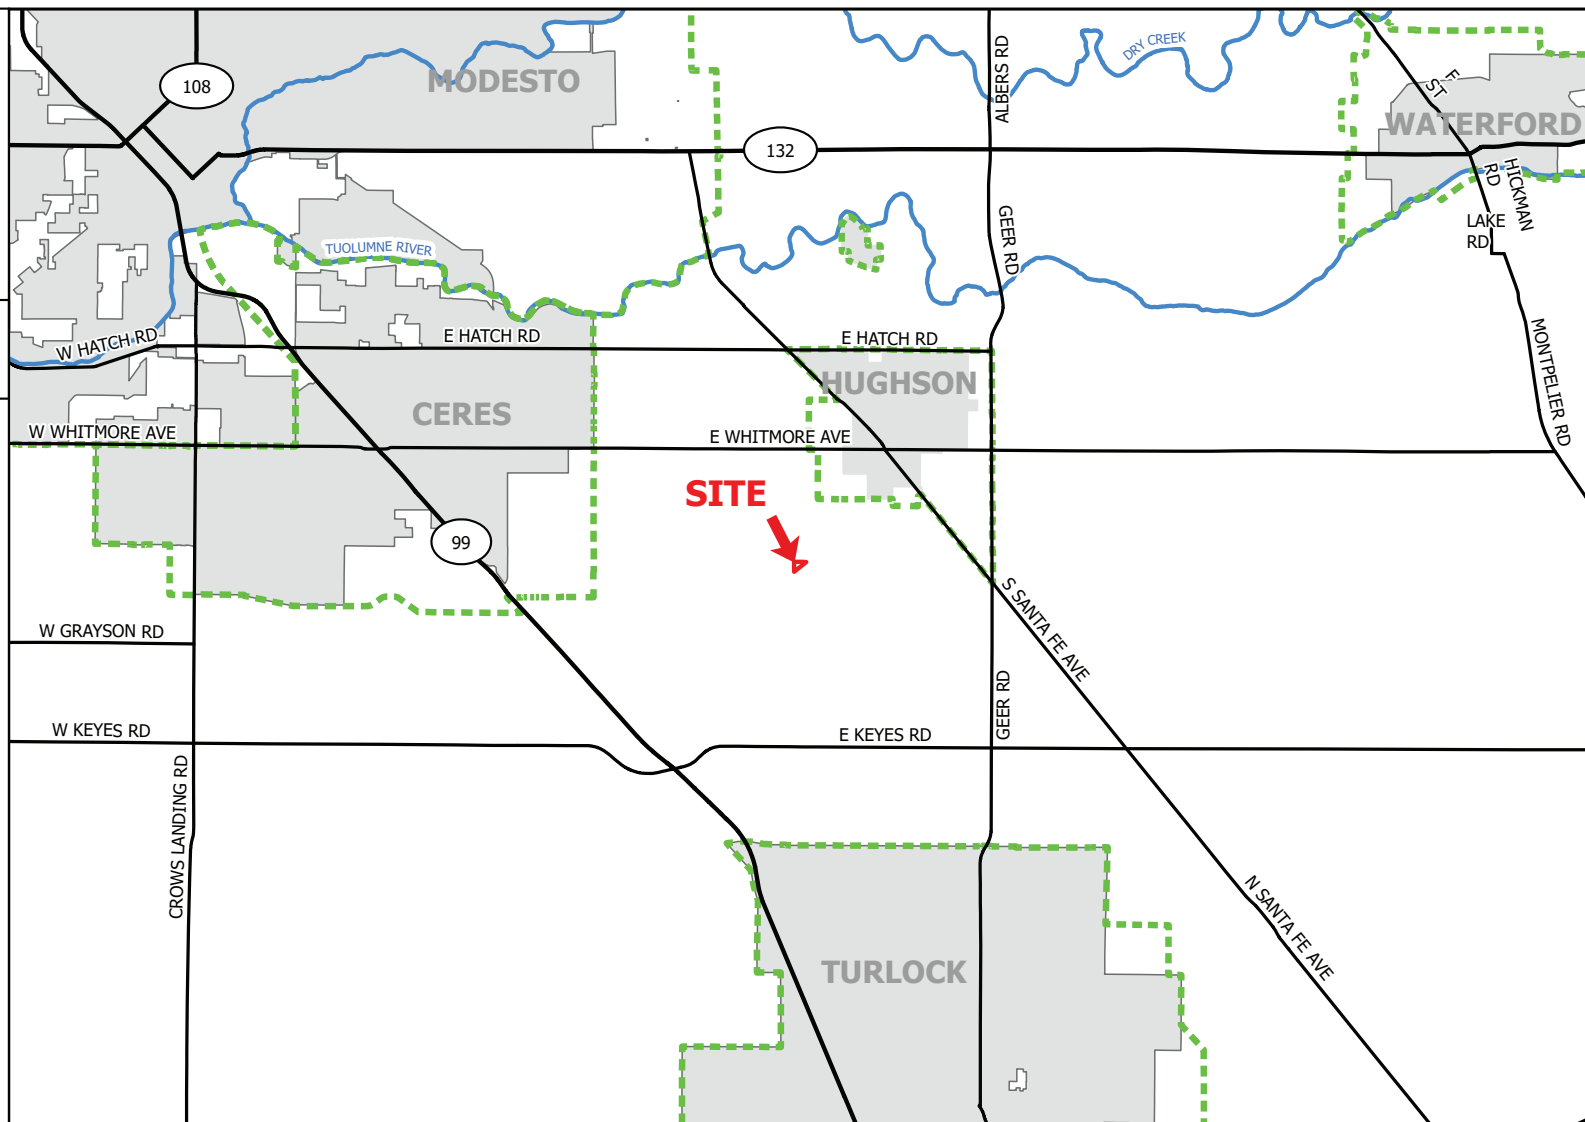 MODESTO
108
ALBERS RD
DRY CREEK
F ST
WATERFORD
132
HICKMAN
RD
LAKE
RD
GEER RD
TUOLUMNE RIVER
W HATCH RD
E HATCH RD
E HATCH RD
MONTPELIER RD
HUGHSON
CERES
W WHITMORE AVE
E WHITMORE AVE
SITE
99
S SANTA FE AVE
W GRAYSON RD
GEER RD
W KEYES RD
E KEYES RD
CROWS LANDING RD
N SANTA FE AVE
TURLOCK